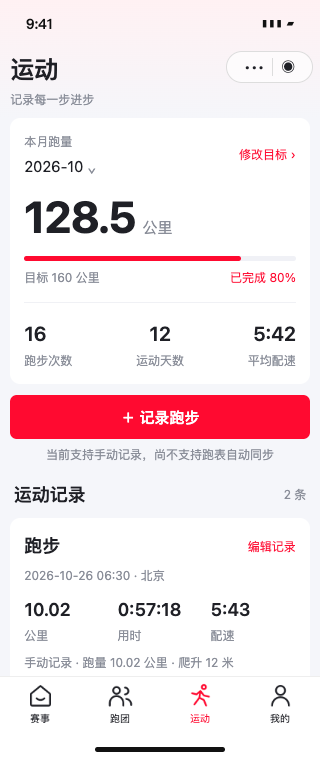 9:41
运动
记录每一步进步
本月跑量
2026-10
修改目标 ›
128.5 公里
目标 160 公里 已完成 80%
16 12 5:42
跑步次数 运动天数 平均配速
+ 记录跑步
当前支持手动记录，尚不支持跑表自动同步
运动记录 2 条
跑步 编辑记录
2026-10-26 06:30 · 北京
10.02 0:57:18 5:43
公里 用时 配速
手动记录 · 跑量 10.02 公里 · 爬升 12 米
赛事 跑团 运动 我的